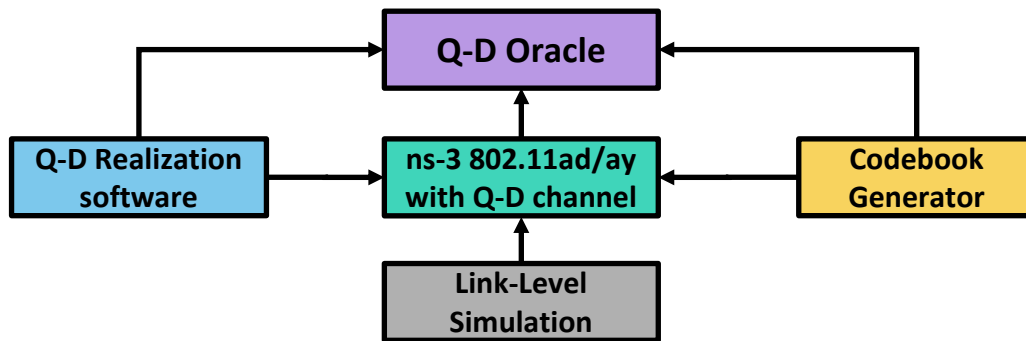 Q-D Oracle
Q-D Realization
software
ns-3 802.11ad/ay
with Q-D channel
Codebook
Generator
Link-Level
Simulation